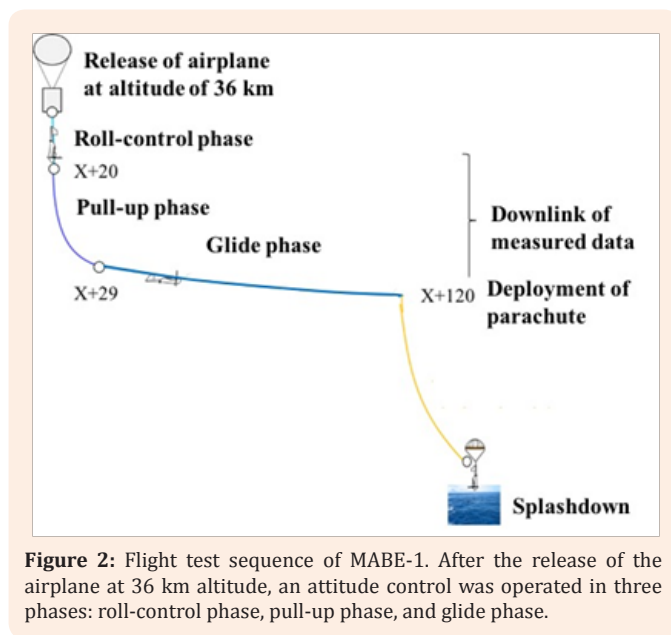 Release of airplane
at altitude of 36 km
Roll-control phase
X+20
Pull-up phase
Glide phase
Downlink of
measured data
X+29
X+120
Deployment of
parachute
Splashdown
Figure 2: Flight test sequence of MABE-1. After the release of the
airplane at 36 km altitude, an attitude control was operated in three
phases: roll-control phase, pull-up phase, and glide phase.